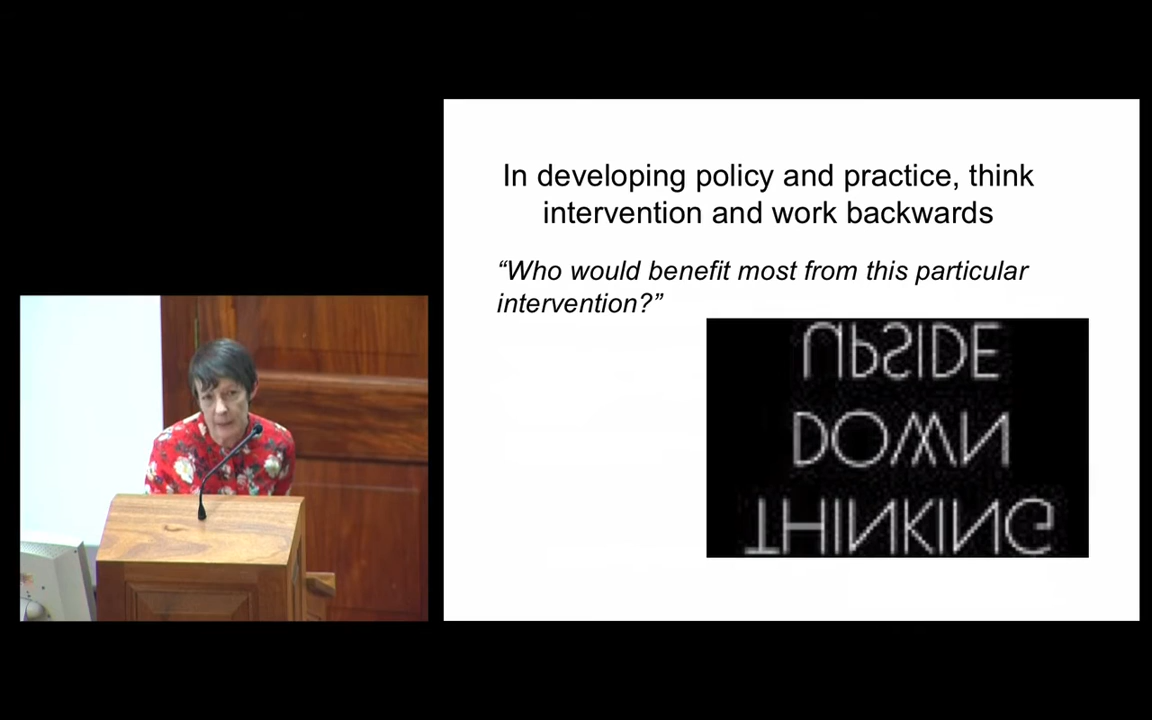 In developing policy and practice, think
intervention and work backwards
“Who would benefit most from this particular
intervention?”
UPSIDE
DOWN
THINKING